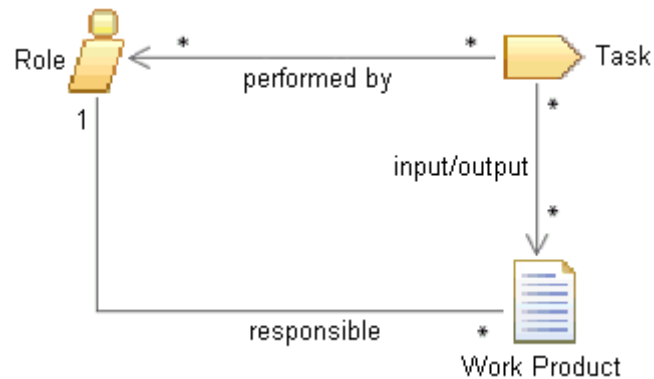 * *
Role Task
performed by
1 *
input/output
*
responsible *
Work Product